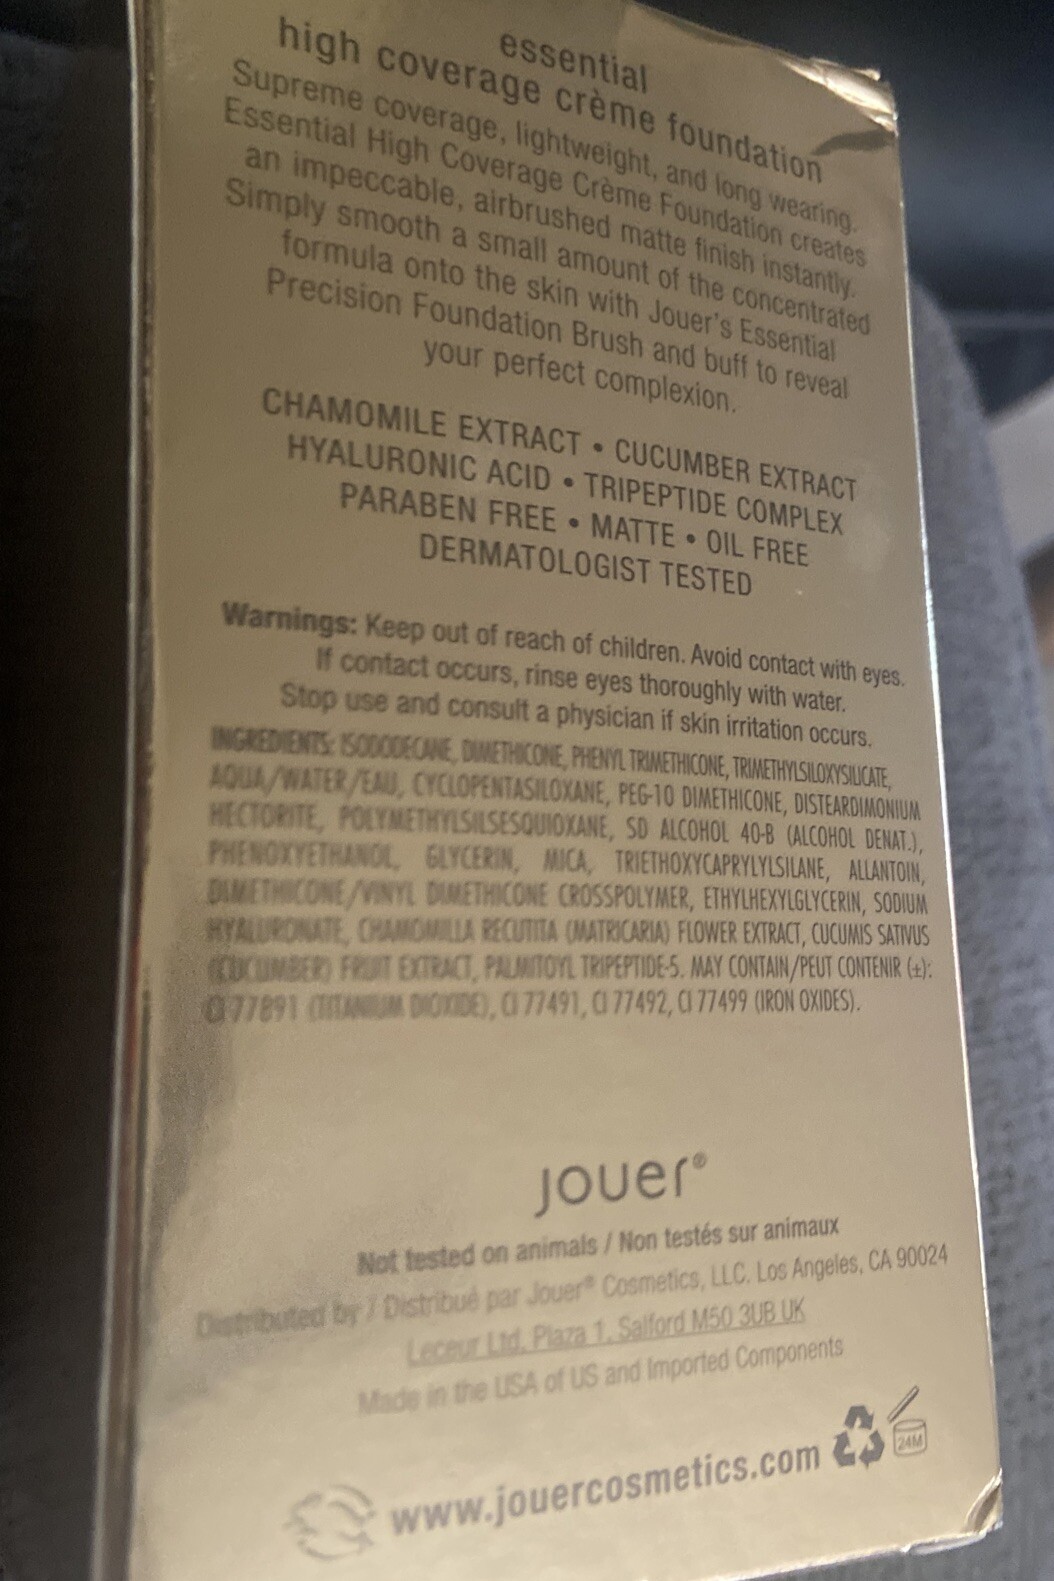 essential
high coverage crème foundation
Supreme coverage, lightweight, and long wearing.
Essential High Coverage Crème Foundation creates
an impeccable, airbrushed matte finish instantly.
Simply smooth a small amount of the concentrated
formula onto the skin with Jouer's Essential
Precision Foundation Brush and buff to reveal
your perfect complexion.
CHAMOMILE EXTRACT • CUCUMBER EXTRACT
HYALURONIC ACID • TRIPEPTIDE COMPLEX
PARABEN FREE • MATTE • OIL FREE
DERMATOLOGIST TESTED
Warnings: Keep out of reach of children. Avoid contact with eyes.
If contact occurs, rinse eyes thoroughly with water.
Stop use and consult a physician if skin irritation occurs.
INGREDIENTS: ISODODECANE, DIMETHICONE, PHENYL TRIMETHICONE, TRIMETHYLSILOXYSILICATE,
AQUA/WATER/EAU, CYCLOPENTASILOXANE, PEG-10 DIMETHICONE, DISTEARDIMONIUM
HECTORITE, POLYMETHYLSILSESQUIOXANE, SD ALCOHOL 40-B (ALCOHOL DENAT.),
PHENOXYETHANOL, GLYCERIN, MICA, TRIETHOXYCAPRYLYLSILANE, ALLANTOIN,
DIMETHICONE/VINYL DIMETHICONE CROSSPOLYMER, ETHYLHEXYLGLYCERIN, SODIUM
HYALURONATE, CHAMOMILLA RECUTITA (MATRICARIA) FLOWER EXTRACT, CUCUMIS SATIVUS
(CUCUMBER) FRUIT EXTRACT, PALMITOYL TRIPEPTIDE-5. MAY CONTAIN/PEUT CONTENIR (±):
CI 77891 (TITANIUM DIOXIDE), CI 77491, CI 77492, CI 77499 (IRON OXIDES).
jouer®
Not tested on animals / Non testés sur animaux
Distributed by / Distribué par Jouer® Cosmetics, LLC. Los Angeles, CA 90024
Leceur Ltd, Plaza 1, Salford M50 3UB UK
Made in the USA of US and Imported Components
www.jouercosmetics.com
24M